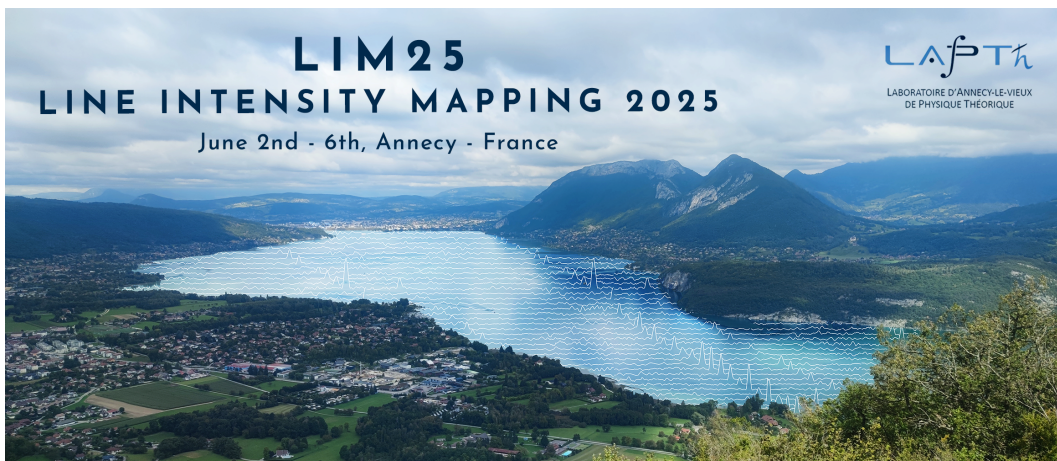 LIM25
LINE INTENSITY MAPPING 2025
June 2nd - 6th, Annecy - France
LAPTh
LABORATOIRE D'ANNECY-LE-VIEUX
DE PHYSIQUE THÉORIQUE